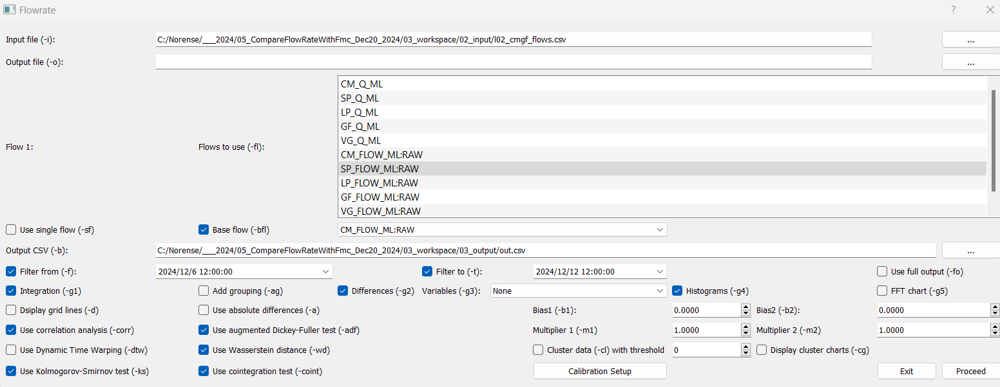 Flowrate
Input file (-i): C:/Norense/___2024/05_CompareFlowRateWithFmc_Dec20_2024/03_workspace/02_input/l02_cmgf_flows.csv ...
Output file (-o): ...
CM_Q_ML
SP_Q_ML
LP_Q_ML
GF_Q_ML
VG_Q_ML
Flow 1: Flows to use (-fl):
CM_FLOW_ML:RAW
SP_FLOW_ML:RAW
LP_FLOW_ML:RAW
GF_FLOW_ML:RAW
VG_FLOW_ML:RAW
Use single flow (-sf) Base flow (-bfl) CM_FLOW_ML:RAW
Output CSV (-b): C:/Norense/___2024/05_CompareFlowRateWithFmc_Dec20_2024/03_workspace/03_output/out.csv ...
Filter from (-f): 2024/12/6 12:00:00 Filter to (-t): 2024/12/12 12:00:00 Use full output (-fo)
Integration (-g1) Add grouping (-ag) Differences (-g2) Variables (-g3): None Histograms (-g4) FFT chart (-g5)
Dsiplay grid lines (-d) Use absolute differences (-a) Bias1 (-b1): 0.0000 Bias2 (-b2): 0.0000
Use correlation analysis (-corr) Use augmented Dickey-Fuller test (-adf) Multiplier 1 (-m1) 1.0000 Multiplier 2 (-m2) 1.0000
Use Dynamic Time Warping (-dtw) Use Wasserstein distance (-wd) Cluster data (-cl) with threshold 0 Display cluster charts (-cg)
Use Kolmogorov-Smirnov test (-ks) Use cointegration test (-coint) Calibration Setup Exit Proceed